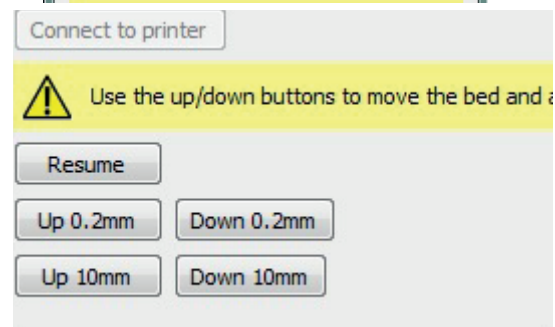 Connect to printer
Use the up/down buttons to move the bed and
Resume
Up 0.2mm Down 0.2mm
Up 10mm Down 10mm